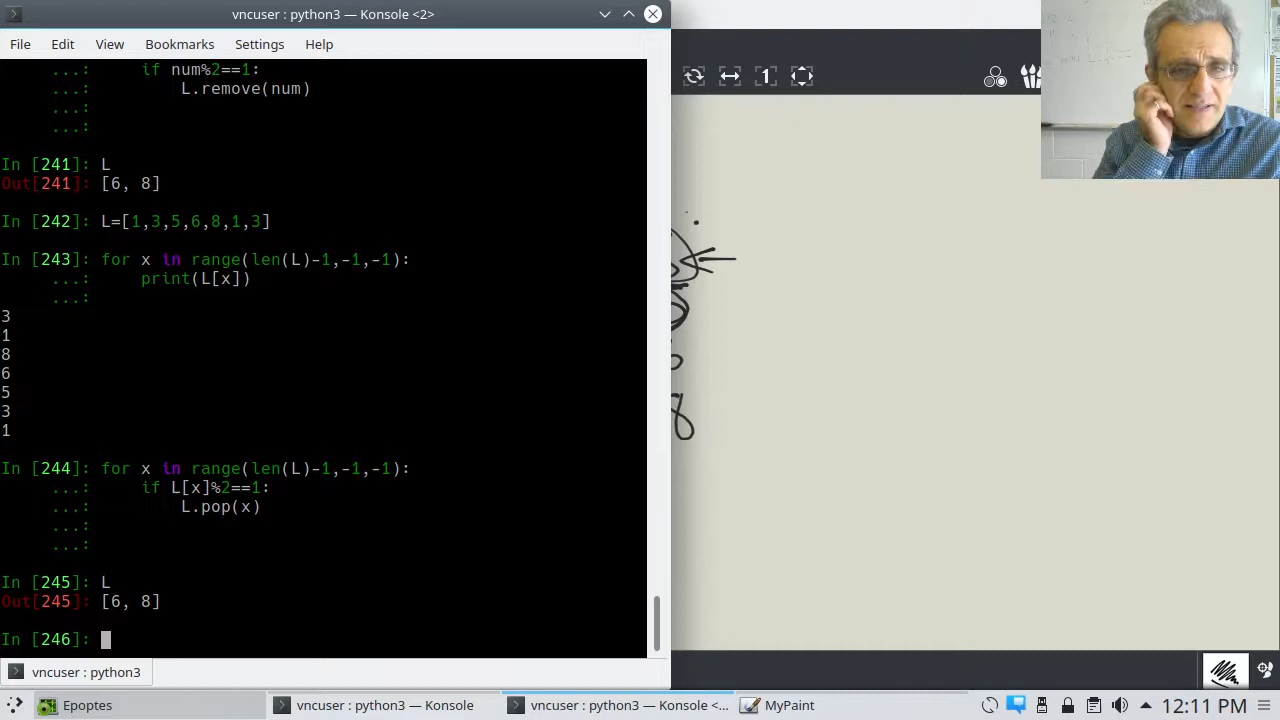 vncuser : python3 — Konsole <2>
File Edit View Bookmarks Settings Help
...: if num%2==1:
...: L.remove(num)
...:
...:
In [241]: L
Out[241]: [6, 8]
In [242]: L=[1,3,5,6,8,1,3]
In [243]: for x in range(len(L)-1,-1,-1):
...: print(L[x])
...:
3
1
8
6
5
3
1
In [244]: for x in range(len(L)-1,-1,-1):
...: if L[x]%2==1:
...: L.pop(x)
...:
...:
In [245]: L
Out[245]: [6, 8]
In [246]:
vncuser : python3
Epoptes
vncuser : python3 — Konsole
vncuser : python3 — Konsole <...
MyPaint
12:11 PM